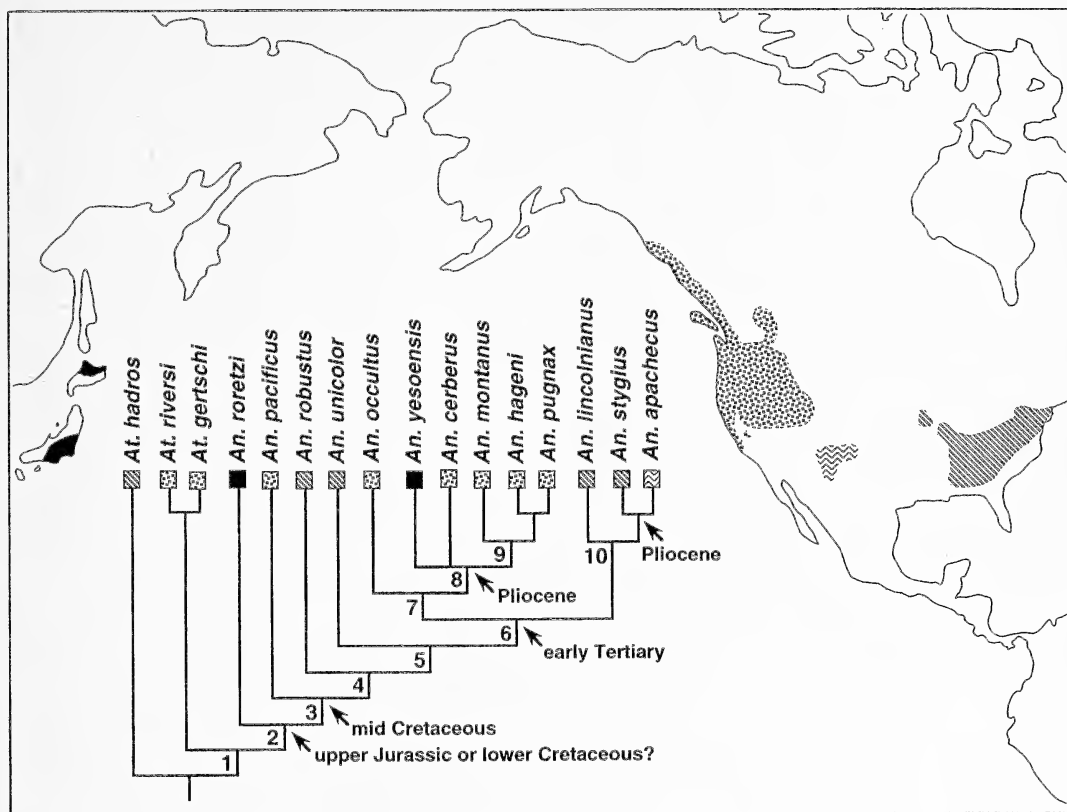 At. hadros
At. riversi
At. gertschi
An. roretzi
An. pacificus
An. robustus
An. unicolor
An. occultus
An. yesoensis
An. cerberus
An. montanus
An. hageni
An. pugnax
An. lincolnianus
An. stygius
An. apachecus
9
10
Pliocene
8
Pliocene
7
6
early Tertiary
5
4
3
mid Cretaceous
2
upper Jurassic or lower Cretaceous?
1